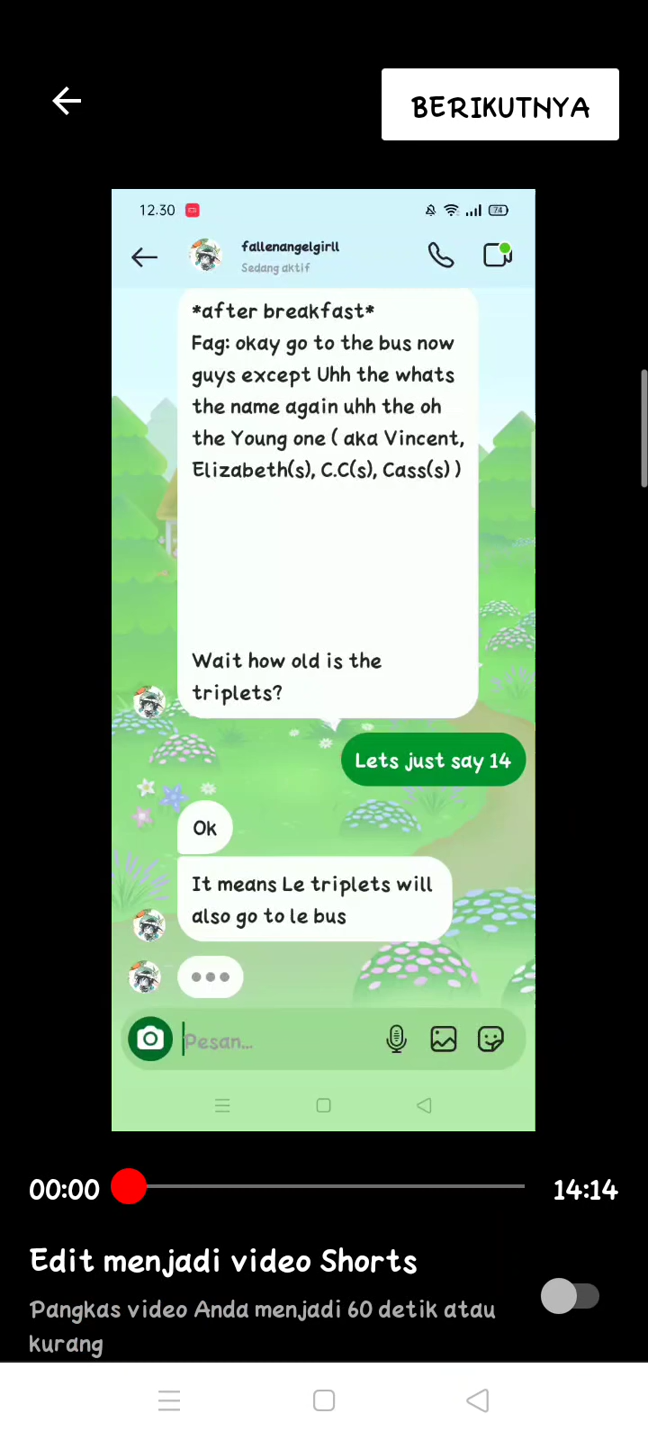 BERIKUTNYA
12.30
74
fallenangelgirll
Sedang aktif
*after breakfast*
Fag: okay go to the bus now
guys except Uhh the whats
the name again uhh the oh
the Young one ( aka Vincent,
Elizabeth(s), C.C(s), Cass(s) )
Wait how old is the
triplets?
Lets just say 14
Ok
It means Le triplets will
also go to le bus
Pesan...
00:00
14:14
Edit menjadi video Shorts
Pangkas video Anda menjadi 60 detik atau
kurang